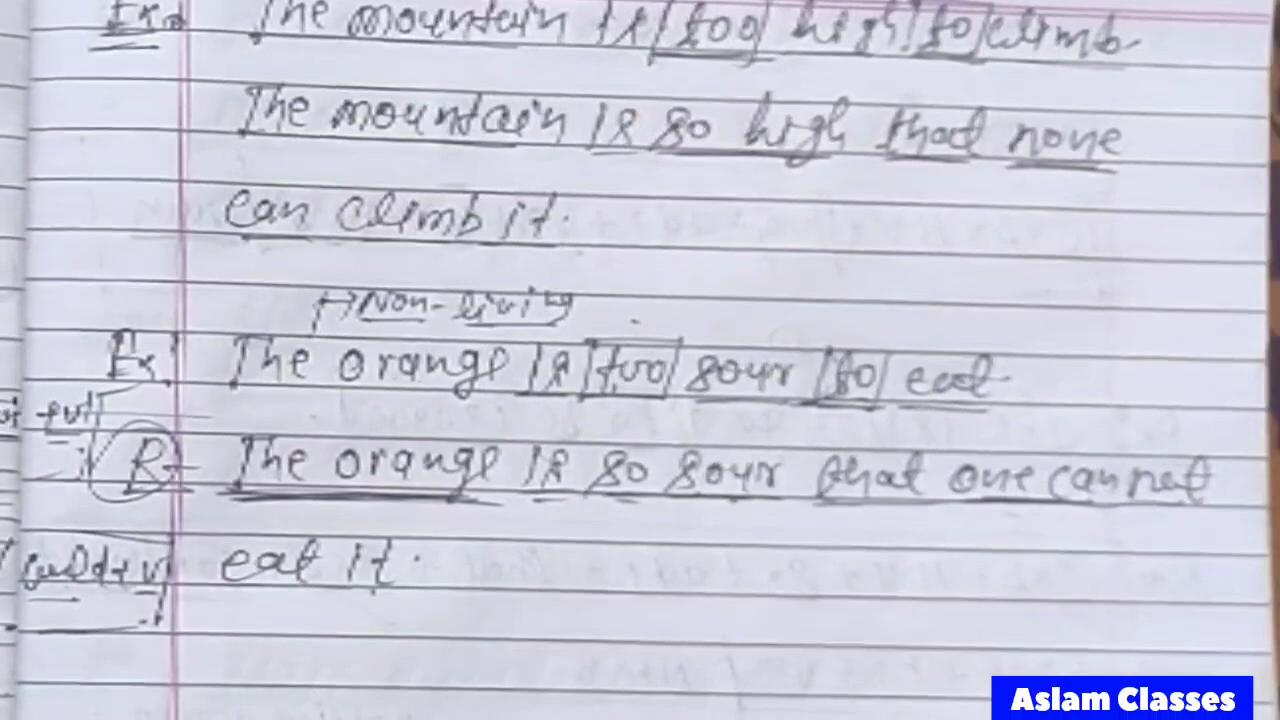 Ex. The mountain is too high to climb.
The mountain is so high that none
can climb it.
Non-living
Ex. The orange is too sour to eat.
The orange is so sour that one cannot
eat it.
Aslam Classes